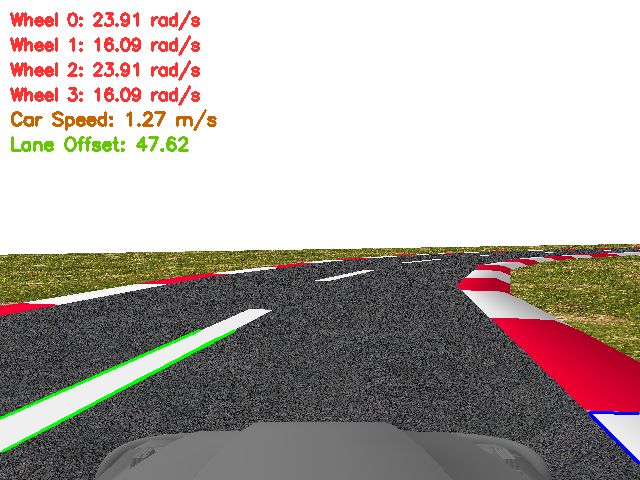 Wheel 0: 23.91 rad/s
Wheel 1: 16.09 rad/s
Wheel 2: 23.91 rad/s
Wheel 3: 16.09 rad/s
Car Speed: 1.27 m/s
Lane Offset: 47.62